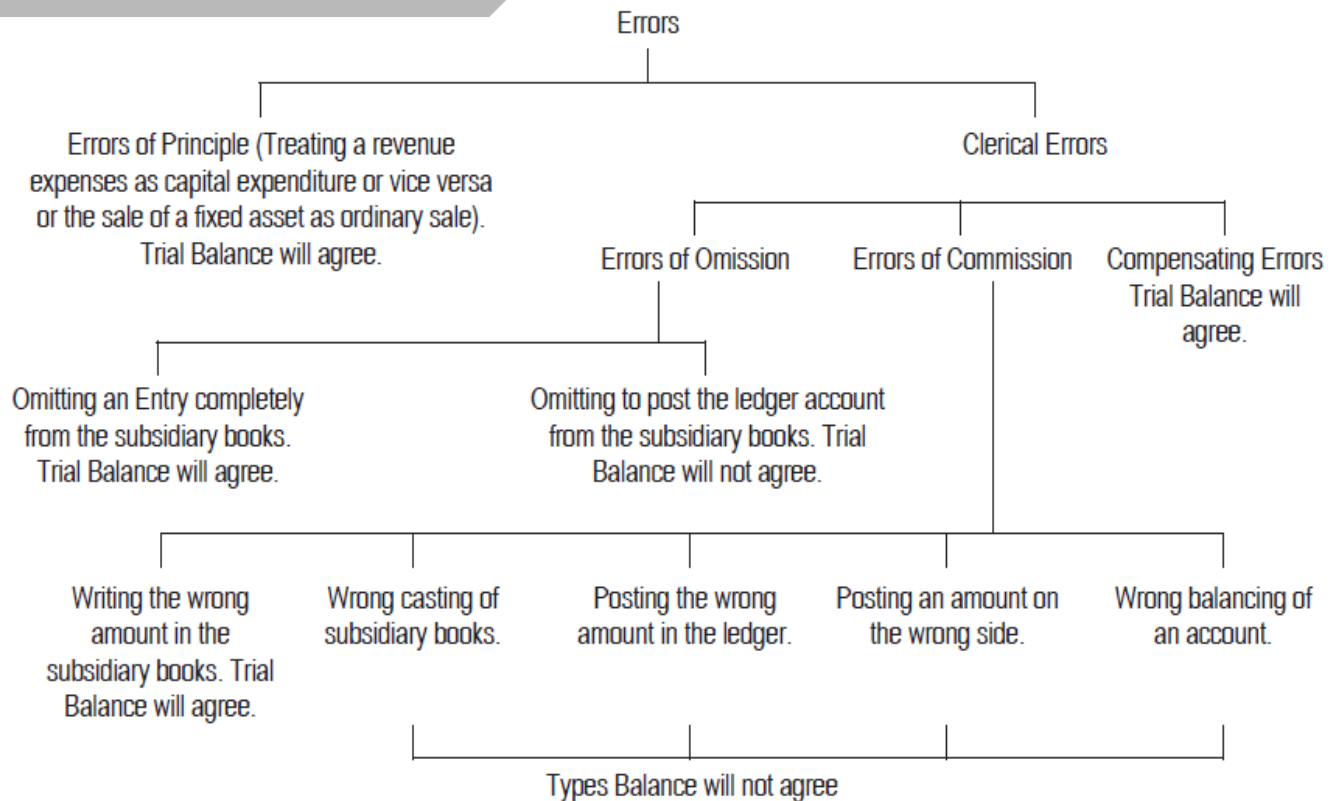 Errors
Errors of Principle (Treating a revenue
expenses as capital expenditure or vice versa
or the sale of a fixed asset as ordinary sale).
Trial Balance will agree.
Clerical Errors
Errors of Omission
Errors of Commission
Compensating Errors
Trial Balance will
agree.
Omitting an Entry completely
from the subsidiary books.
Trial Balance will agree.
Omitting to post the ledger account
from the subsidiary books. Trial
Balance will not agree.
Writing the wrong
amount in the
subsidiary books. Trial
Balance will agree.
Wrong casting of
subsidiary books.
Posting the wrong
amount in the ledger.
Posting an amount on
the wrong side.
Wrong balancing of
an account.
Types Balance will not agree